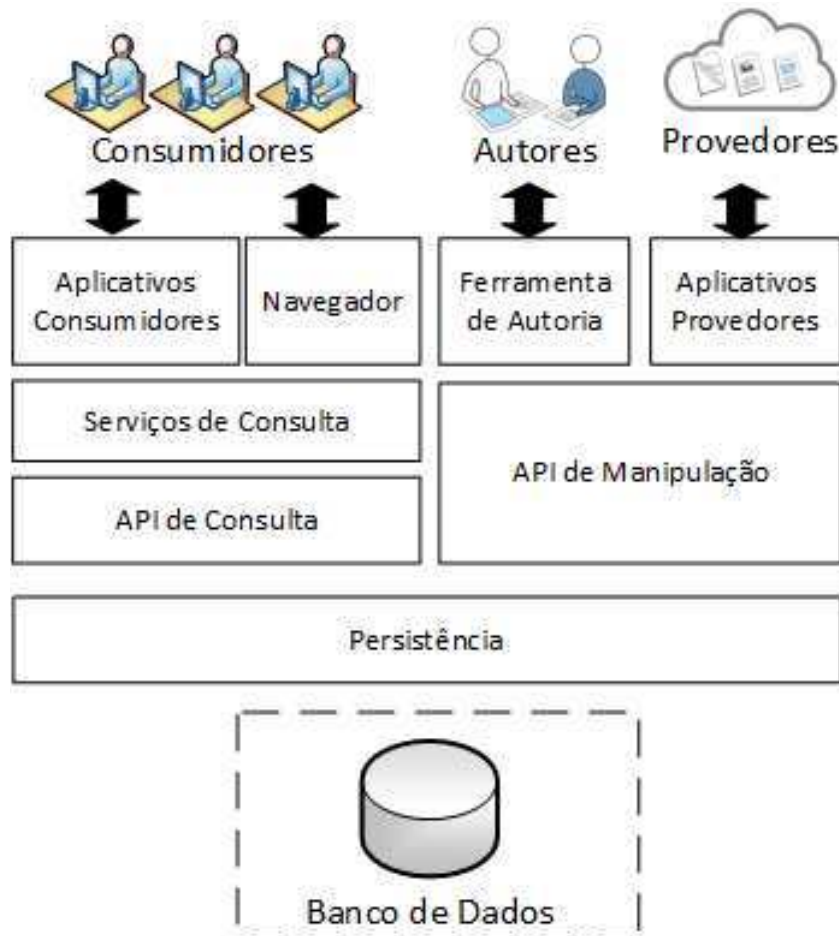 Consumidores
Autores
Provedores
Aplicativos
Consumidores
Navegador
Ferramenta
de Autoria
Aplicativos
Provedores
Serviços de Consulta
API de Consulta
API de Manipulação
Persistência
Banco de Dados